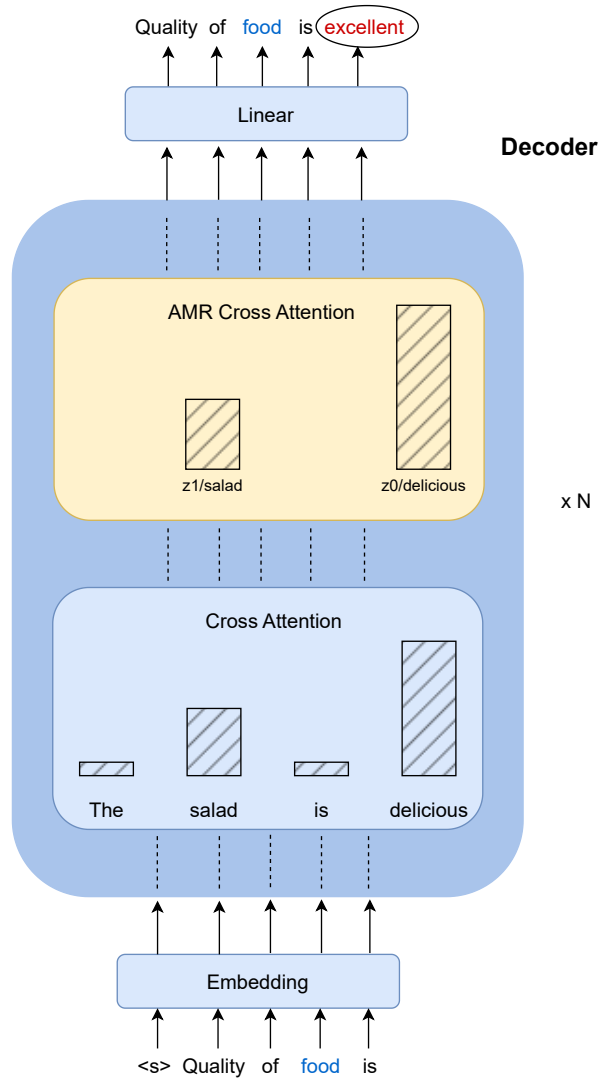 Quality of food is excellent
Linear
Decoder
AMR Cross Attention
z1/salad z0/delicious
x N
Cross Attention
The salad is delicious
Embedding
<s> Quality of food is